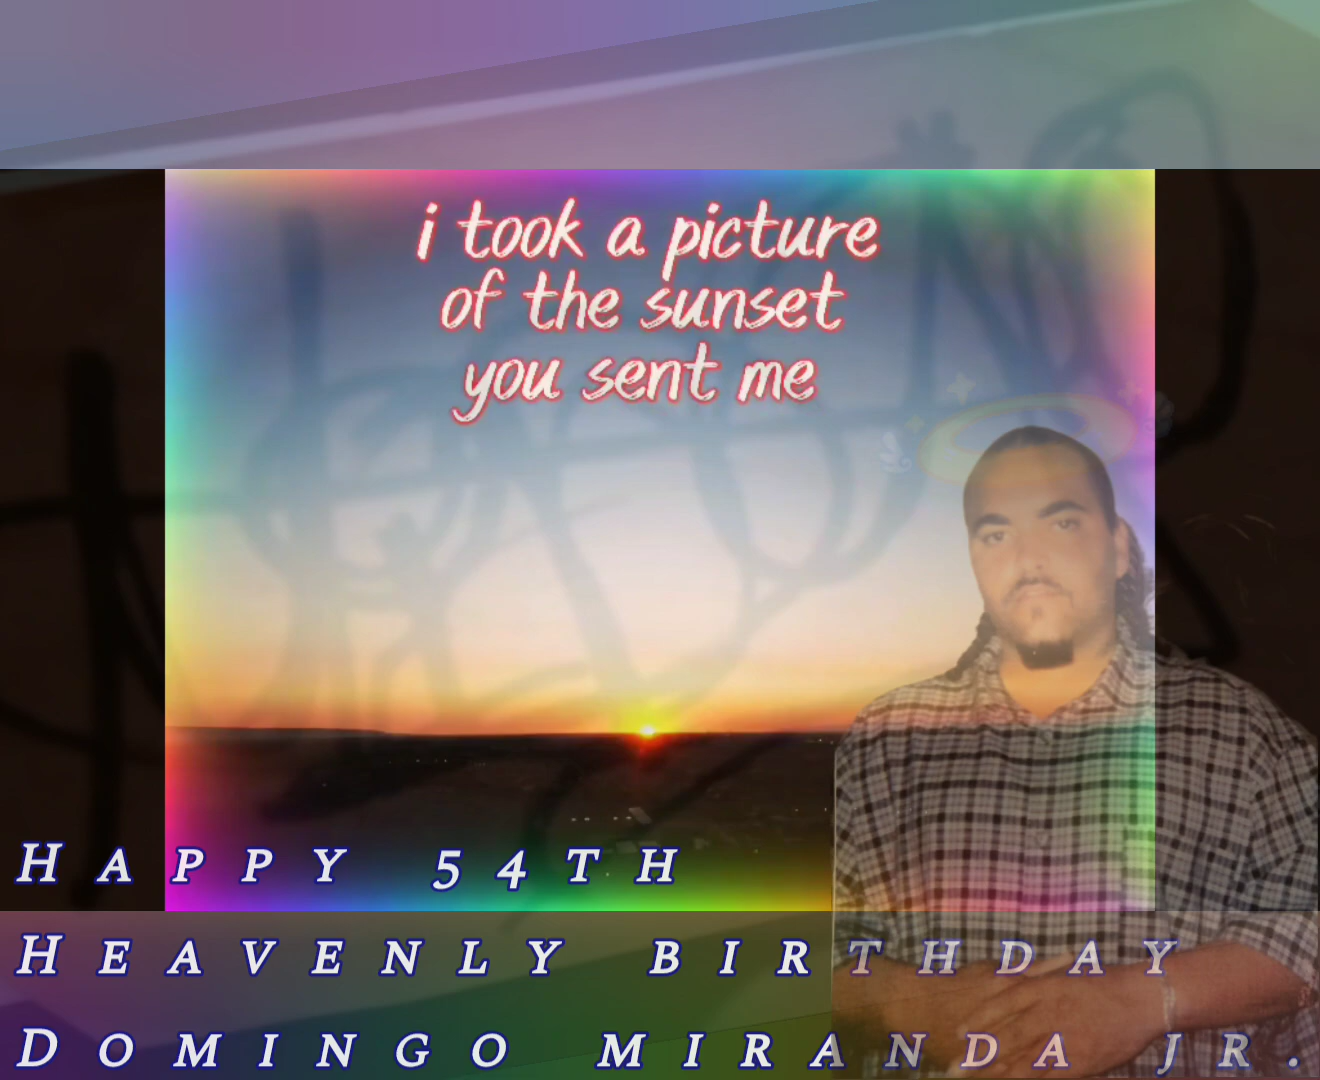 i took a picture
of the sunset
you sent me
HAPPY 54TH
HEAVENLY BIRTHDAY
DOMINGO MIRANDA JR.